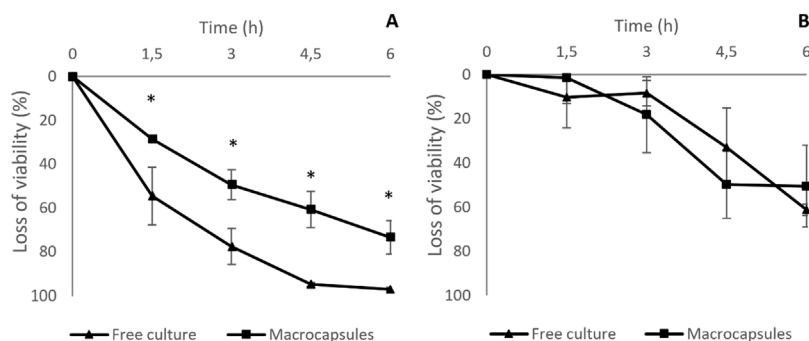 A
Time (h)
0 1,5 3 4,5 6
0
20
40
60
80
100
Loss of viability (%)
* * * *
Free culture Macrocapsules
B
Time (h)
0 1,5 3 4,5 6
0
20
40
60
80
100
Loss of viability (%)
Free culture Macrocapsules